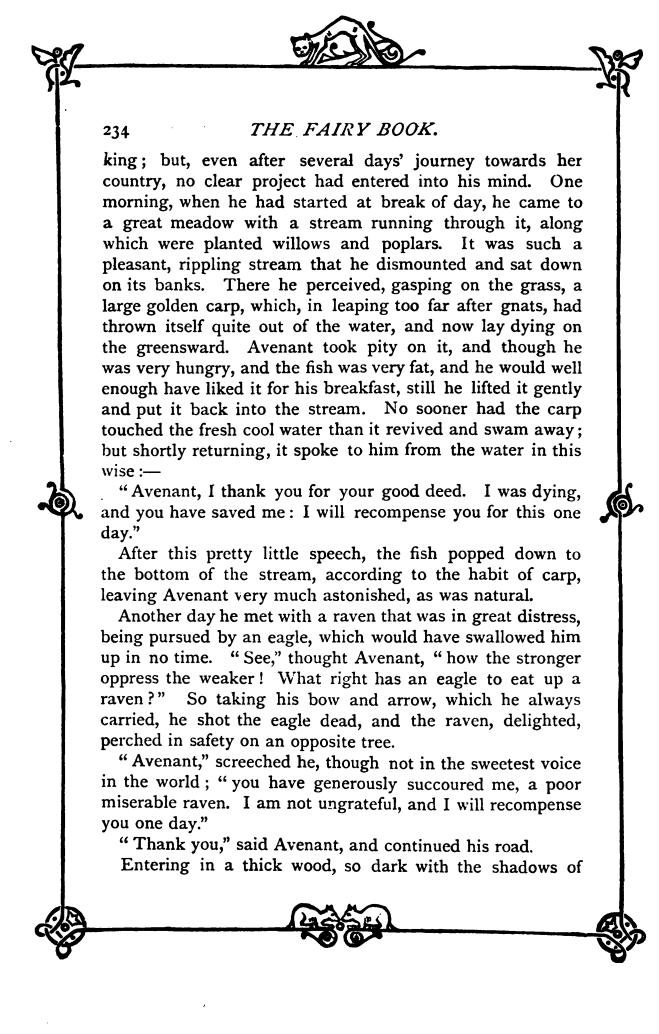 234 THE FAIRY BOOK.
king; but, even after several days' journey towards her
country, no clear project had entered into his mind. One
morning, when he had started at break of day, he came to
a great meadow with a stream running through it, along
which were planted willows and poplars. It was such a
pleasant, rippling stream that he dismounted and sat down
on its banks. There he perceived, gasping on the grass, a
large golden carp, which, in leaping too far after gnats, had
thrown itself quite out of the water, and now lay dying on
the greensward. Avenant took pity on it, and though he
was very hungry, and the fish was very fat, and he would well
enough have liked it for his breakfast, still he lifted it gently
and put it back into the stream. No sooner had the carp
touched the fresh cool water than it revived and swam away;
but shortly returning, it spoke to him from the water in this
wise:—
"Avenant, I thank you for your good deed. I was dying,
and you have saved me: I will recompense you for this one
day."
After this pretty little speech, the fish popped down to
the bottom of the stream, according to the habit of carp,
leaving Avenant very much astonished, as was natural.
Another day he met with a raven that was in great distress,
being pursued by an eagle, which would have swallowed him
up in no time. "See," thought Avenant, "how the stronger
oppress the weaker! What right has an eagle to eat up a
raven?" So taking his bow and arrow, which he always
carried, he shot the eagle dead, and the raven, delighted,
perched in safety on an opposite tree.
"Avenant," screeched he, though not in the sweetest voice
in the world; "you have generously succoured me, a poor
miserable raven. I am not ungrateful, and I will recompense
you one day."
"Thank you," said Avenant, and continued his road.
Entering in a thick wood, so dark with the shadows of